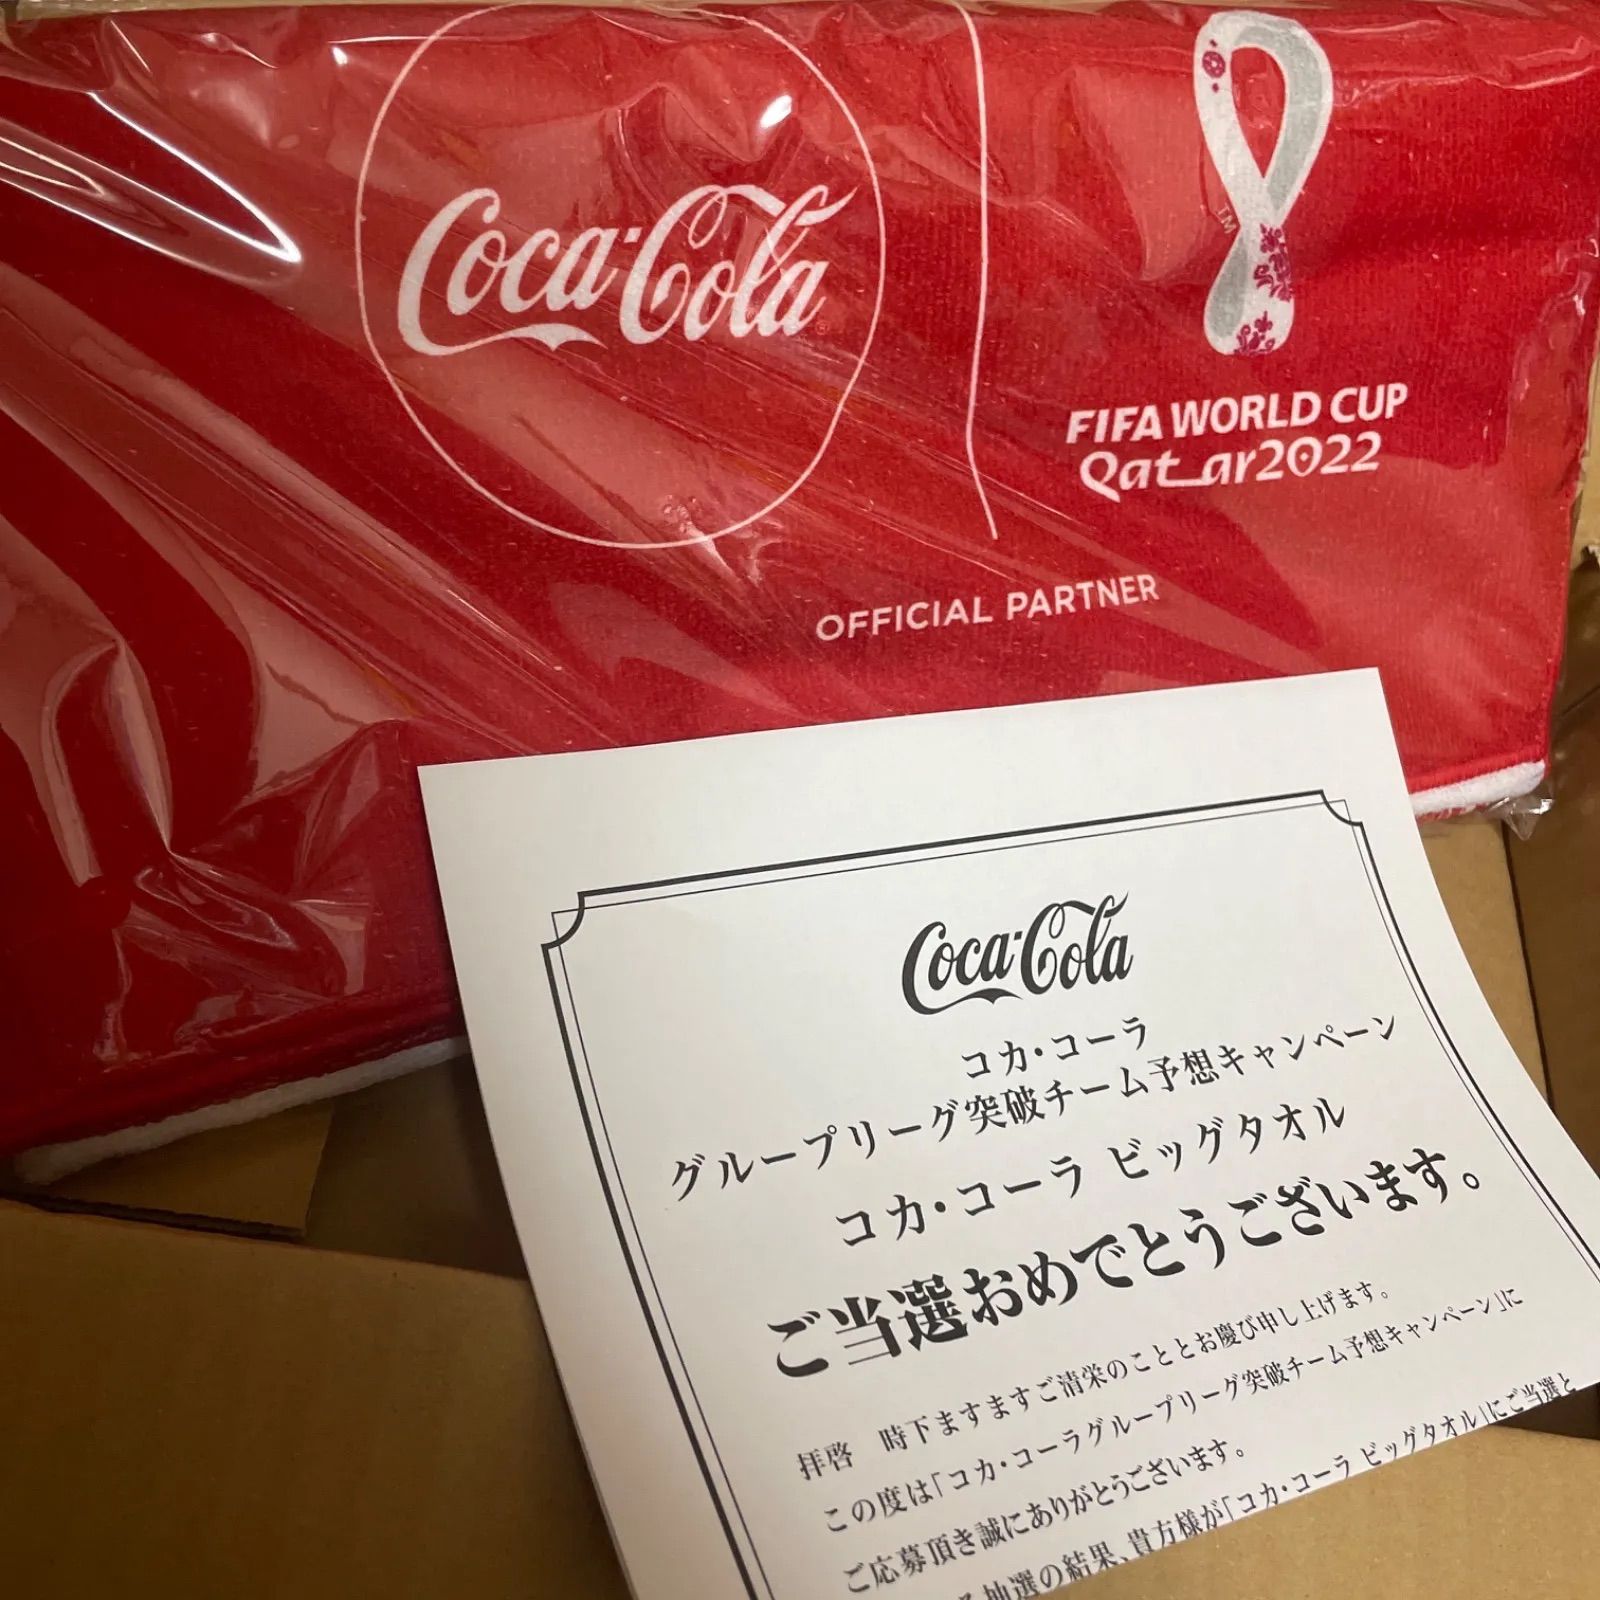 Coca-Cola®
TM
FIFA WORLD CUP
Qatar2022
OFFICIAL PARTNER
Coca-Cola
コカ・コーラ
グループリーグ突破チーム予想キャンペーン
コカ・コーラ ビッグタオル
ご当選おめでとうございます。
拝啓　時下ますますご清栄のこととお慶び申し上げます。
この度は「コカ・コーラグループリーグ突破チーム予想キャンペーン」に
ご応募頂き誠にありがとうございます。
抽選の結果、貴方様が「コカ・コーラ ビッグタオル」にご当選と